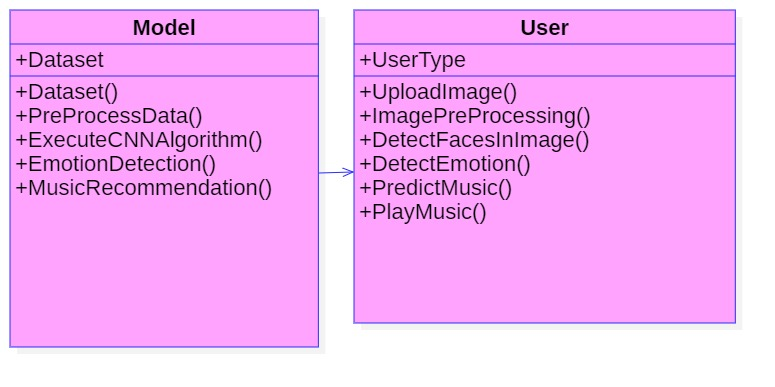 Model
+Dataset
+Dataset()
+PreProcessData()
+ExecuteCNNAlgorithm()
+EmotionDetection()
+MusicRecommendation()
User
+UserType
+UploadImage()
+ImagePreProcessing()
+DetectFacesInImage()
+DetectEmotion()
+PredictMusic()
+PlayMusic()